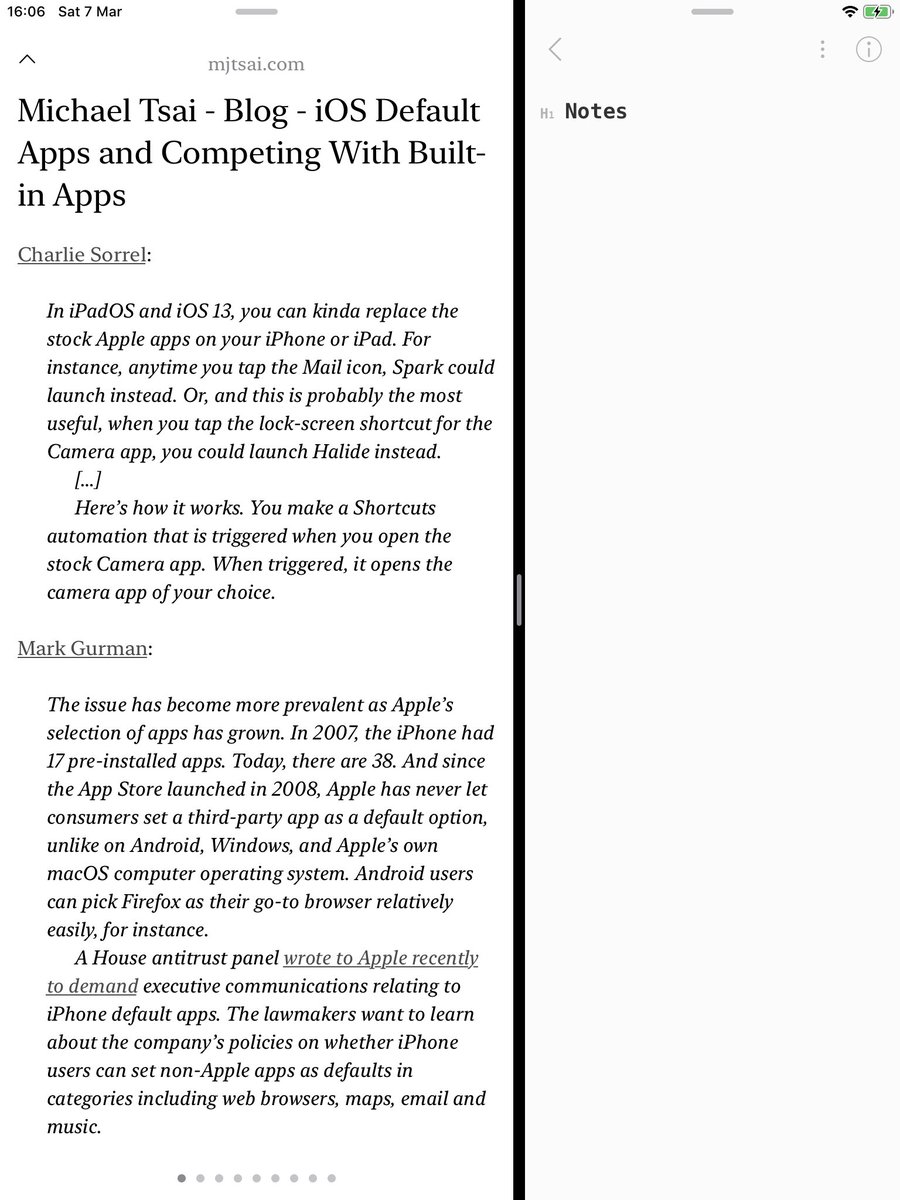 16:06 Sat 7 Mar
mjtsai.com
Michael Tsai - Blog - iOS Default
Apps and Competing With Built-
in Apps
Charlie Sorrel:
In iPadOS and iOS 13, you can kinda replace the
stock Apple apps on your iPhone or iPad. For
instance, anytime you tap the Mail icon, Spark could
launch instead. Or, and this is probably the most
useful, when you tap the lock-screen shortcut for the
Camera app, you could launch Halide instead.
[…]
Here’s how it works. You make a Shortcuts
automation that is triggered when you open the
stock Camera app. When triggered, it opens the
camera app of your choice.
Mark Gurman:
The issue has become more prevalent as Apple’s
selection of apps has grown. In 2007, the iPhone had
17 pre-installed apps. Today, there are 38. And since
the App Store launched in 2008, Apple has never let
consumers set a third-party app as a default option,
unlike on Android, Windows, and Apple’s own
macOS computer operating system. Android users
can pick Firefox as their go-to browser relatively
easily, for instance.
A House antitrust panel wrote to Apple recently
to demand executive communications relating to
iPhone default apps. The lawmakers want to learn
about the company’s policies on whether iPhone
users can set non-Apple apps as defaults in
categories including web browsers, maps, email and
music.
H1 Notes